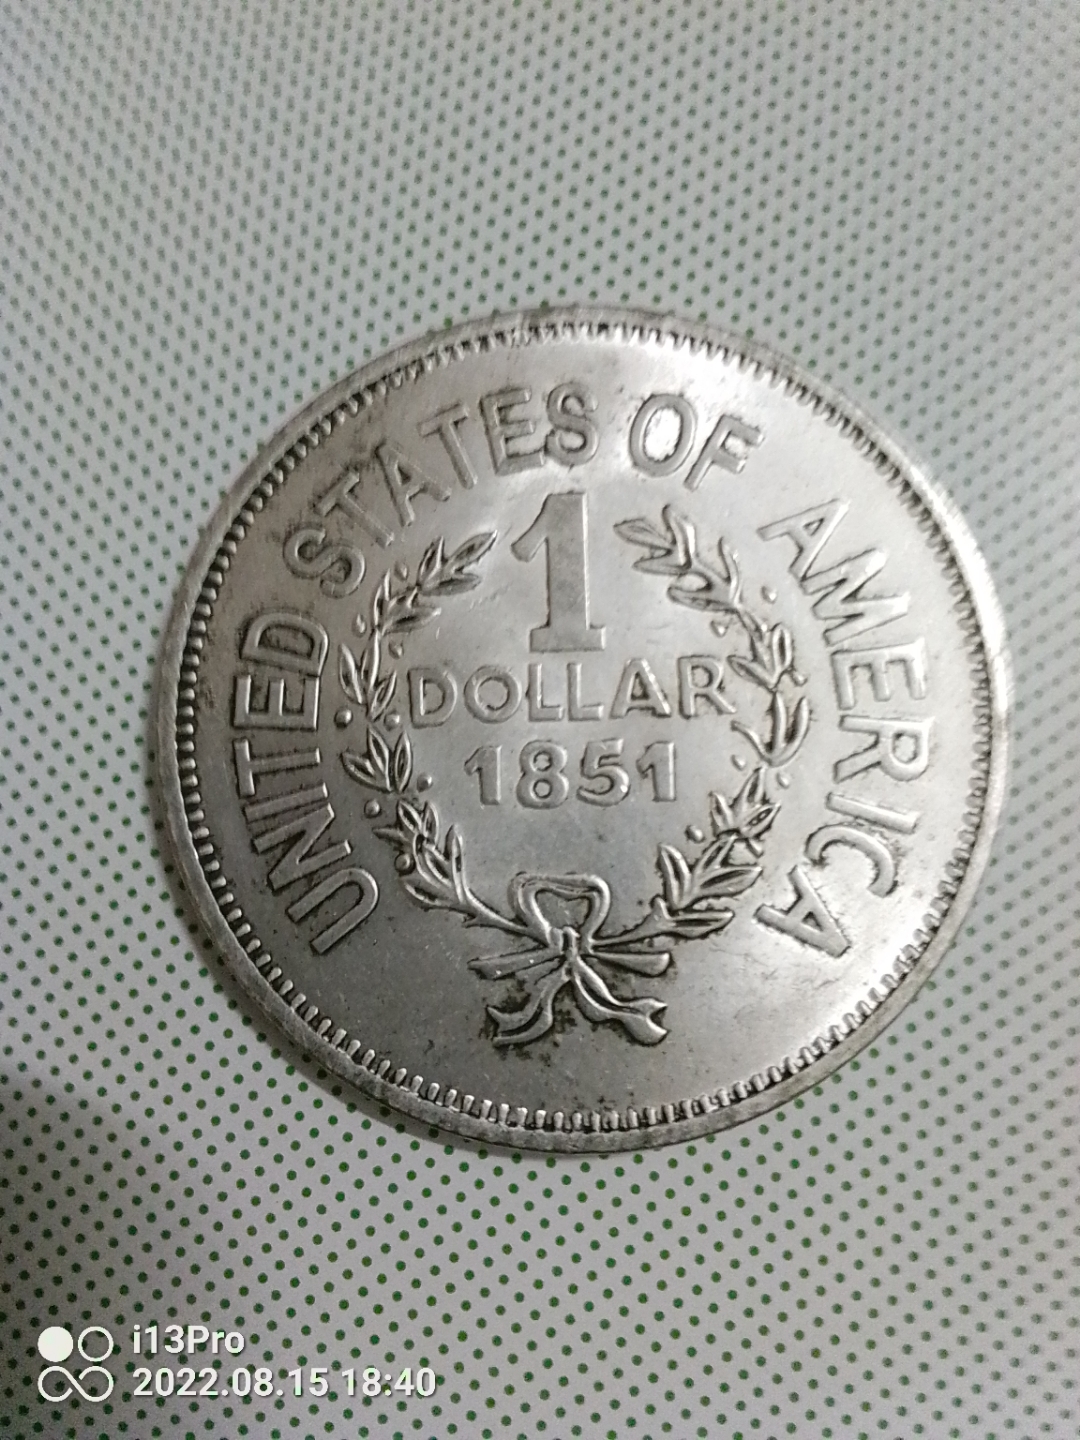 UNITED STATES OF AMERICA
1
DOLLAR
1851
i13Pro
2022.08.15 18:40